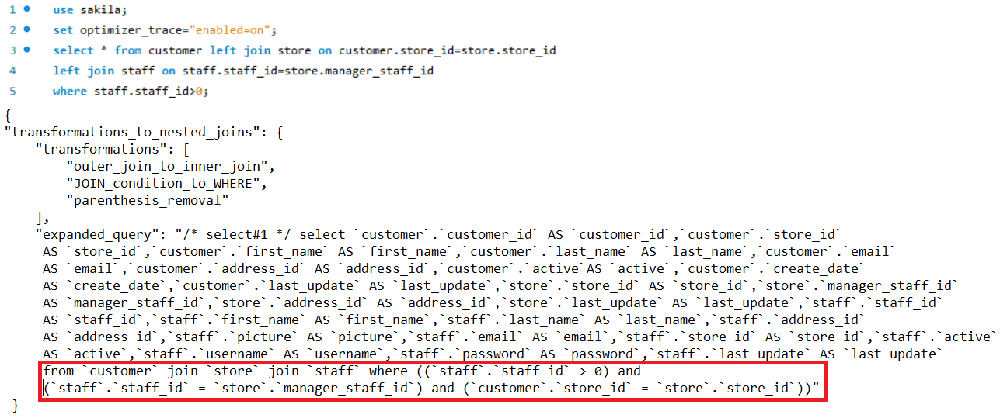 1 use sakila;
2 set optimizer_trace="enabled=on";
3 select * from customer left join store on customer.store_id=store.store_id
4 left join staff on staff.staff_id=store.manager_staff_id
5 where staff.staff_id>0;
{
"transformations_to_nested_joins": {
"transformations": [
"outer_join_to_inner_join",
"JOIN_condition_to_WHERE",
"parenthesis_removal"
],
"expanded_query": "/* select#1 */ select `customer`.`customer_id` AS `customer_id`,`customer`.`store_id`
AS `store_id`,`customer`.`first_name` AS `first_name`,`customer`.`last_name` AS `last_name`,`customer`.`email`
AS `email`,`customer`.`address_id` AS `address_id`,`customer`.`active`AS `active`,`customer`.`create_date`
AS `create_date`,`customer`.`last_update` AS `last_update`,`store`.`store_id` AS `store_id`,`store`.`manager_staff_id`
AS `manager_staff_id`,`store`.`address_id` AS `address_id`,`store`.`last_update` AS `last_update`,`staff`.`staff_id`
AS `staff_id`,`staff`.`first_name` AS `first_name`,`staff`.`last_name` AS `last_name`,`staff`.`address_id`
AS `address_id`,`staff`.`picture` AS `picture`,`staff`.`email` AS `email`,`staff`.`store_id` AS `store_id`,`staff`.`active`
AS `active`,`staff`.`username` AS `username`,`staff`.`password` AS `password`,`staff`.`last_update` AS `last_update`
from `customer` join `store` join `staff` where ((`staff`.`staff_id` > 0) and
(`staff`.`staff_id` = `store`.`manager_staff_id`) and (`customer`.`store_id` = `store`.`store_id`))"
}